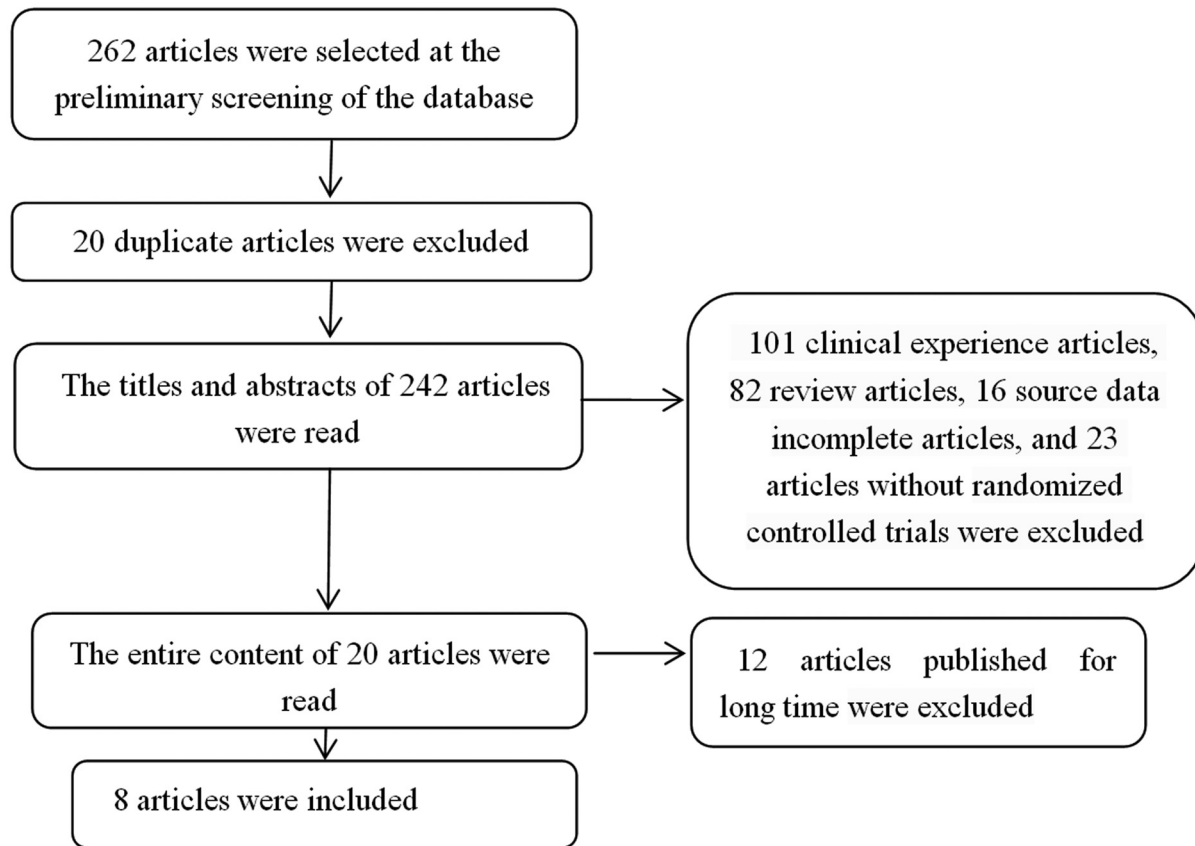 262 articles were selected at the
preliminary screening of the database
20 duplicate articles were excluded
The titles and abstracts of 242 articles
were read
101 clinical experience articles,
82 review articles, 16 source data
incomplete articles, and 23
articles without randomized
controlled trials were excluded
The entire content of 20 articles were
read
12 articles published for
long time were excluded
8 articles were included